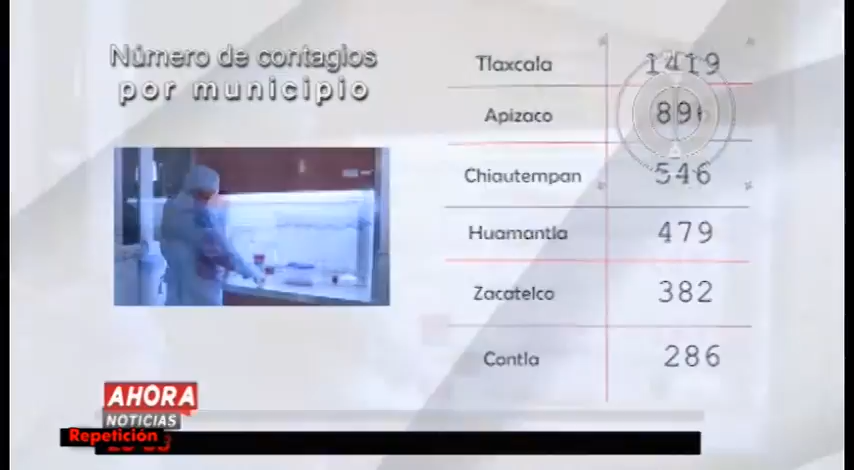 Número de contagios
por municipio
Tlaxcala 1419
Apizaco 896
Chiautempan 546
Huamantla 479
Zacatelco 382
Contla 286
AHORA
NOTICIAS
Repetición